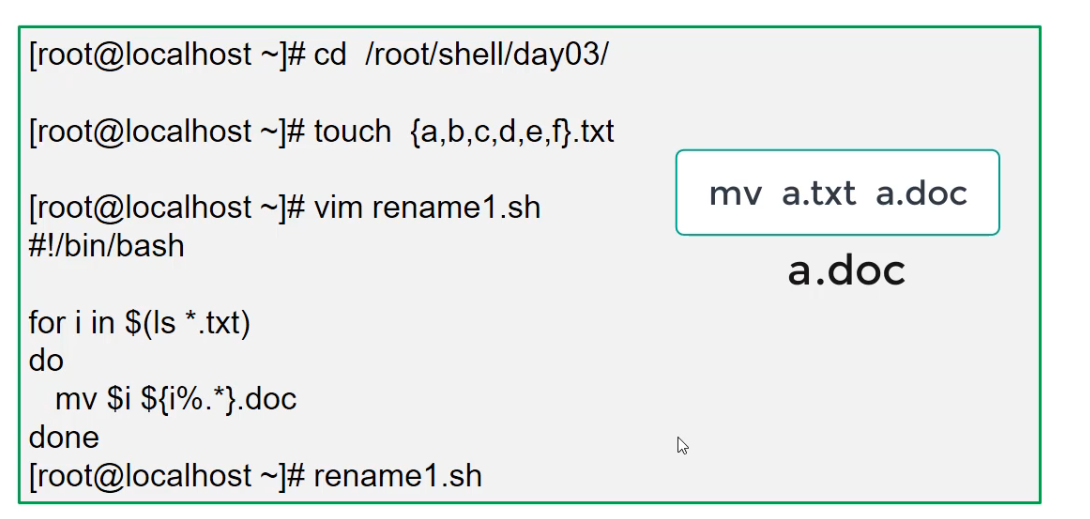 [root@localhost ~]# cd  /root/shell/day03/
[root@localhost ~]# touch  {a,b,c,d,e,f}.txt
[root@localhost ~]# vim rename1.sh
#!/bin/bash
for i in $(ls *.txt)
do
   mv $i ${i%.*}.doc
done
[root@localhost ~]# rename1.sh
mv  a.txt  a.doc
a.doc